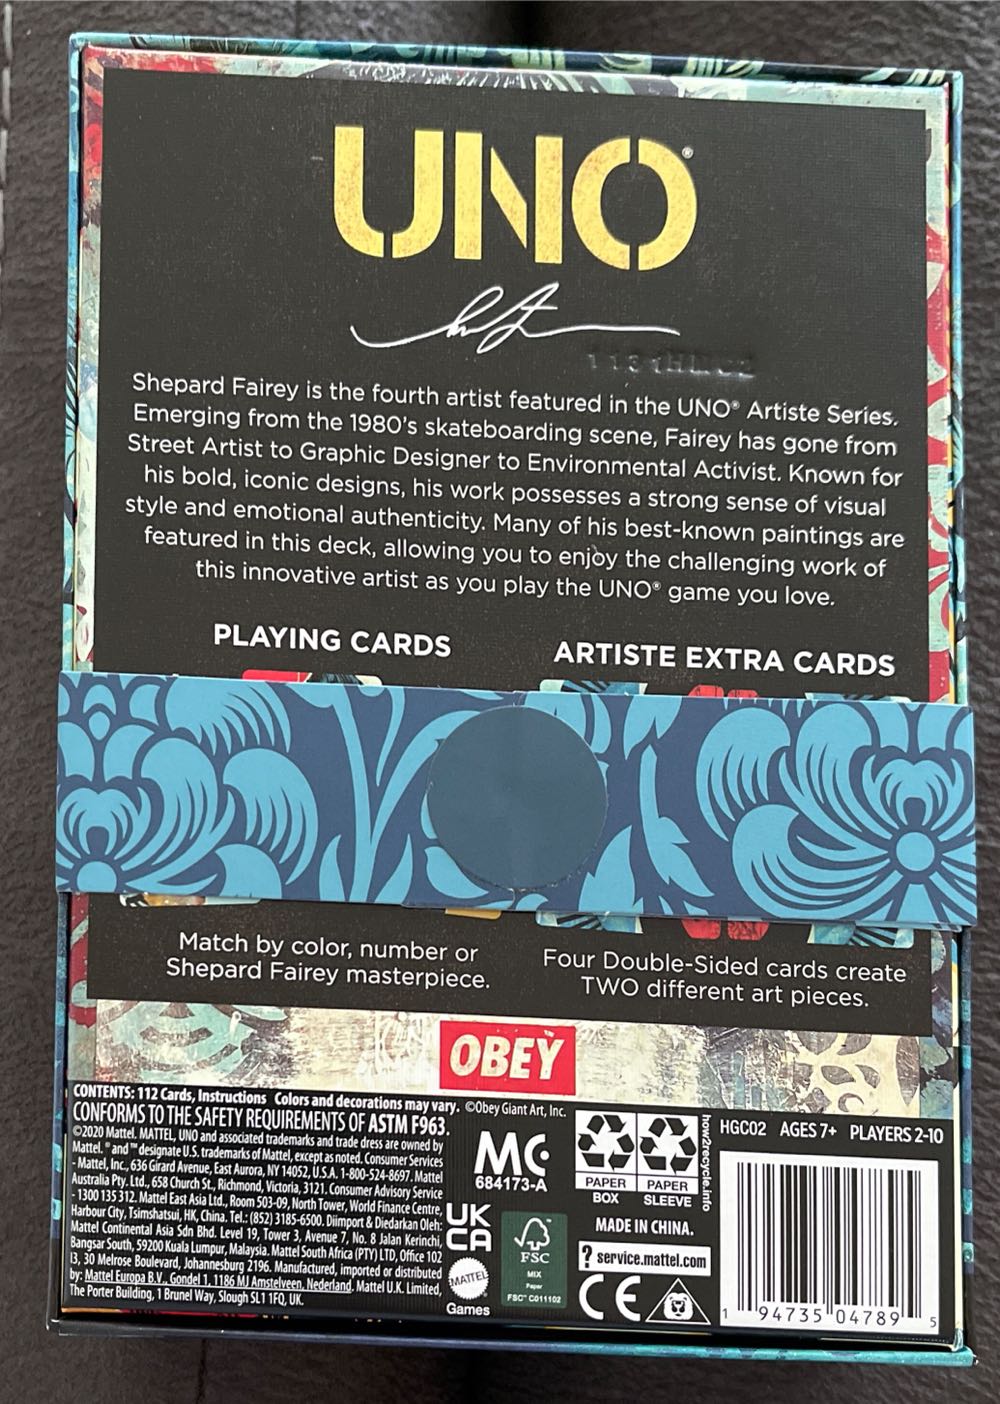 UNO®
Shepard Fairey is the fourth artist featured in the UNO® Artiste Series.
Emerging from the 1980's skateboarding scene, Fairey has gone from
Street Artist to Graphic Designer to Environmental Activist. Known for
his bold, iconic designs, his work possesses a strong sense of visual
style and emotional authenticity. Many of his best-known paintings are
featured in this deck, allowing you to enjoy the challenging work of
this innovative artist as you play the UNO® game you love.
PLAYING CARDS
ARTISTE EXTRA CARDS
Match by color, number or
Shepard Fairey masterpiece.
Four Double-Sided cards create
TWO different art pieces.
OBEY
CONTENTS: 112 Cards, Instructions Colors and decorations may vary. ©Obey Giant Art, Inc.
CONFORMS TO THE SAFETY REQUIREMENTS OF ASTM F963.
©2020 Mattel. MATTEL, UNO and associated trademarks and trade dress are owned by
Mattel. ® and ™ designate U.S. trademarks of Mattel, except as noted. Consumer Services
- Mattel, Inc., 636 Girard Avenue, East Aurora, NY 14052, U.S.A. 1-800-524-8697. Mattel
Australia Pty. Ltd., 658 Church St., Richmond, Victoria, 3121. Consumer Advisory Service
- 1300 135 312. Mattel East Asia Ltd., Room 503-09, North Tower, World Finance Centre,
Harbour City, Tsimshatsui, HK, China. Tel.: (852) 3185-6500. Diimport & Diedarkan Oleh:
Mattel Continental Asia Sdn Bhd. Level 19, Tower 3, Avenue 7, No. 8 Jalan Kerinchi,
Bangsar South, 59200 Kuala Lumpur, Malaysia. Mattel South Africa (PTY) LTD, Office 102
I3, 30 Melrose Boulevard, Johannesburg 2196. Manufactured, imported or distributed
by: Mattel Europa B.V., Gondel 1, 1186 MJ Amstelveen, Nederland. Mattel U.K. Limited,
The Porter Building, 1 Brunel Way, Slough SL1 1FQ, UK.
MC
684173-A
UK
CA
MATTEL
Games
FSC
MIX
Paper
FSC™ C011102
PAPER
BOX
PAPER
SLEEVE
how2recycle.info
MADE IN CHINA.
? service.mattel.com
CE
HGC02 AGES 7+ PLAYERS 2-10
1 94735 04789 5